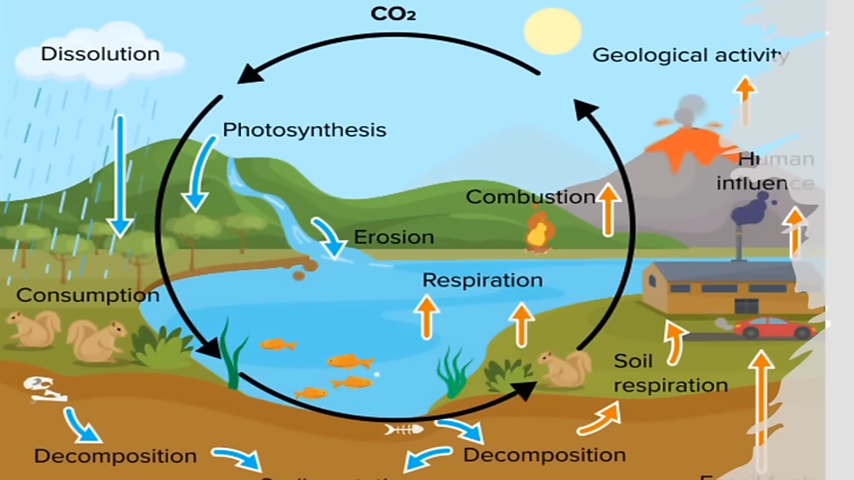 CO₂
Dissolution
Geological activity
Photosynthesis
Human
influence
Combustion
Erosion
Respiration
Consumption
Soil
respiration
Decomposition
Decomposition